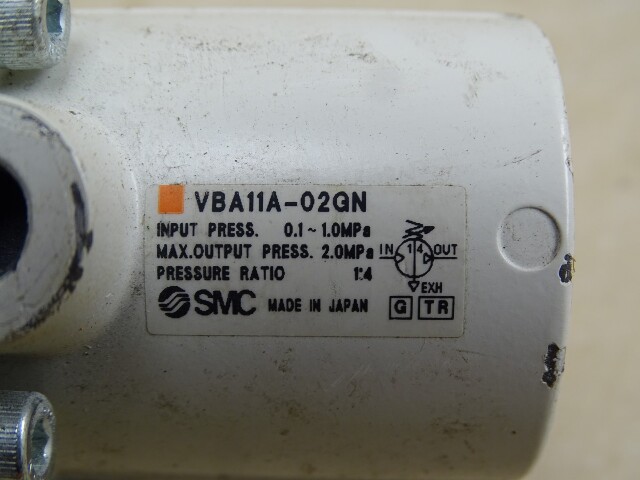 VBA11A-02GN
INPUT PRESS. 0.1~1.0MPa
MAX.OUTPUT PRESS. 2.0MPa
PRESSURE RATIO 1:4
IN 1 4 OUT
EXH
SMC MADE IN JAPAN G TR